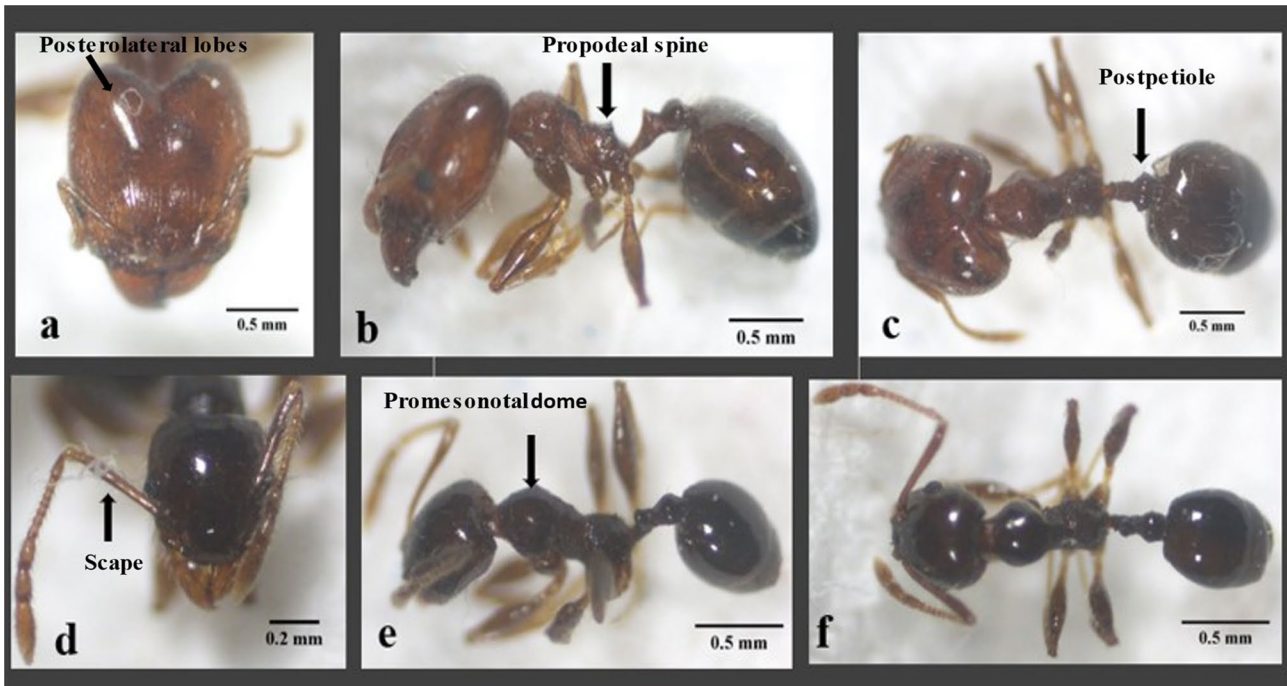 Posterolateral lobes
a
0.5 mm
Propodeal spine
b
0.5 mm
Postpetiole
c
0.5 mm
Scape
d
0.2 mm
Promesonotaldome
e
0.5 mm
f
0.5 mm